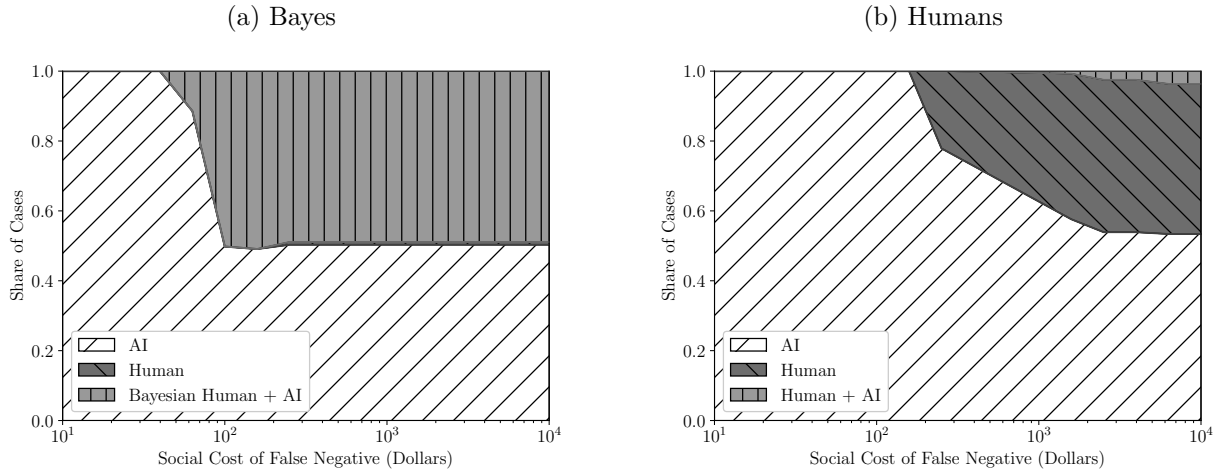 (a) Bayes
1.0
0.8
0.6
0.4
0.2
0.0
Share of Cases
AI
Human
Bayesian Human + AI
10^1
10^2
10^3
10^4
Social Cost of False Negative (Dollars)
(b) Humans
1.0
0.8
0.6
0.4
0.2
0.0
Share of Cases
AI
Human
Human + AI
10^1
10^2
10^3
10^4
Social Cost of False Negative (Dollars)